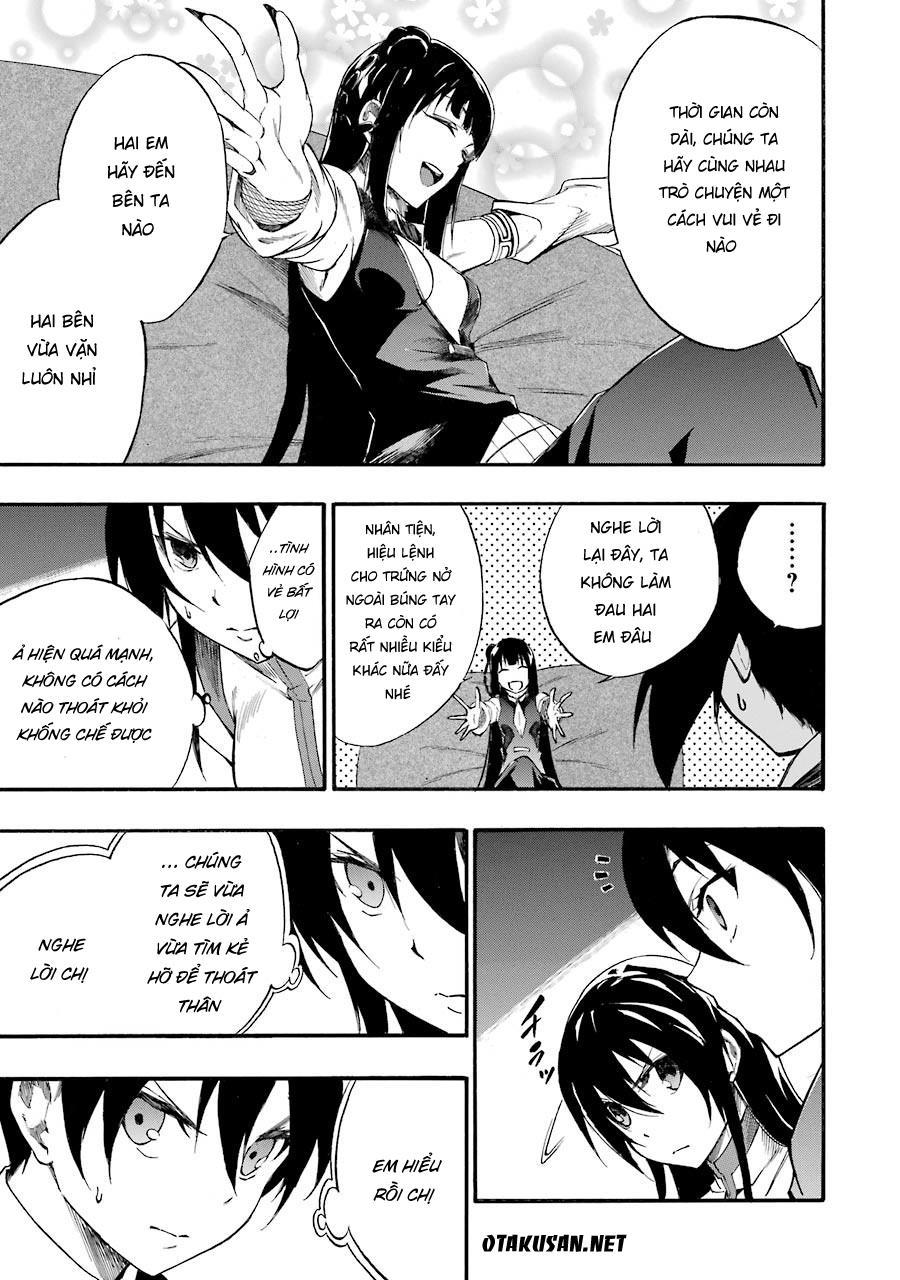 THỜI GIAN CÒN
DÀI, CHÚNG TA
HÃY CÙNG NHAU
TRÒ CHUYỆN MỘT
CÁCH VUI VẺ ĐI
NÀO
HAI EM
HÃY ĐẾN
BÊN TA
NÀO
HAI BÊN
VỪA VẶN
LUÔN NHỈ
......?
NGHE LỜI
LẠI ĐÂY, TA
KHÔNG LÀM
ĐAU HAI
EM ĐÂU
NHÂN TIỆN,
HIỆU LỆNH
CHO TRỨNG NỞ
NGOÀI BÚNG TAY
RA CÒN CÓ
RẤT NHIỀU KIỂU
KHÁC NỮA ĐẤY
NHÉ
..TÌNH
HÌNH CÓ
VẺ BẤT
LỢI
Ả HIỆN QUÁ MẠNH,
KHÔNG CÓ CÁCH
NÀO THOÁT KHỎI
KHỐNG CHẾ ĐƯỢC
チラッ
... CHÚNG
TA SẼ VỪA
NGHE LỜI Ả
VỪA TÌM KẺ
HỠ ĐỂ THOÁT
THÂN
NGHE
LỜI CHỊ
EM HIỂU
RỒI CHỊ
OTAKUSAN.NET